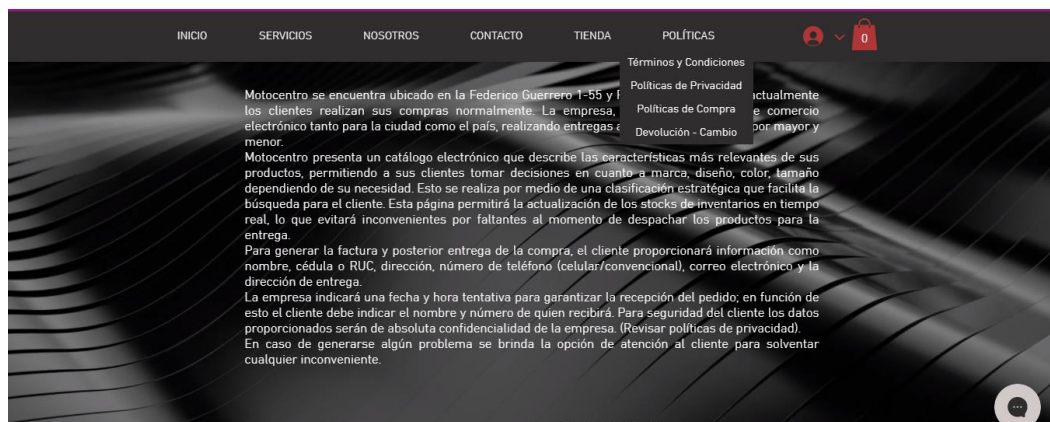 INICIO SERVICIOS NOSOTROS CONTACTO TIENDA POLÍTICAS 0
Términos y Condiciones
Políticas de Privacidad
Políticas de Compra
Devolución - Cambio
Motocentro se encuentra ubicado en la Federico Guerrero 1-55 y
los clientes realizan sus compras normalmente. La empresa, comercio
electrónico tanto para la ciudad como el país, realizando entregas por mayor y
menor.
Motocentro presenta un catálogo electrónico que describe las características más relevantes de sus
productos, permitiendo a sus clientes tomar decisiones en cuanto a marca, diseño, color, tamaño
dependiendo de su necesidad. Esto se realiza por medio de una clasificación estratégica que facilita la
búsqueda para el cliente. Esta página permitirá la actualización de los stocks de inventarios en tiempo
real, lo que evitará inconvenientes por faltantes al momento de despachar los productos para la
entrega.
Para generar la factura y posterior entrega de la compra, el cliente proporcionará información como
nombre, cédula o RUC, dirección, número de teléfono (celular/convencional), correo electrónico y la
dirección de entrega.
La empresa indicará una fecha y hora tentativa para garantizar la recepción del pedido; en función de
esto el cliente debe indicar el nombre y número de quien recibirá. Para seguridad del cliente los datos
proporcionados serán de absoluta confidencialidad de la empresa. (Revisar políticas de privacidad).
En caso de generarse algún problema se brinda la opción de atención al cliente para solventar
cualquier inconveniente.